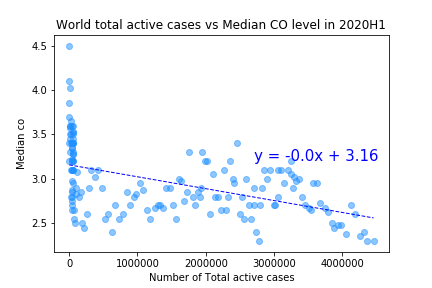 World total active cases vs Median CO level in 2020H1
4.5
4.0
3.5
3.0
2.5
Median co
y = -0.0x + 3.16
0 1000000 2000000 3000000 4000000
Number of Total active cases